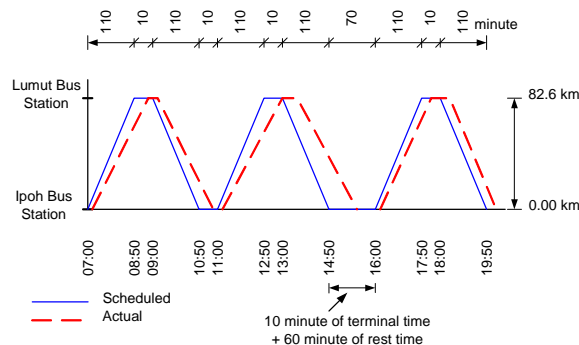 110 10 110 10 110 10 110 70 110 10 110 minute
Lumut Bus
Station
82.6 km
Ipoh Bus
Station
0.00 km
07:00 08:50 09:00 10:50 11:00 12:50 13:00 14:50 16:00 17:50 18:00 19:50
Scheduled
Actual
10 minute of terminal time
+ 60 minute of rest time